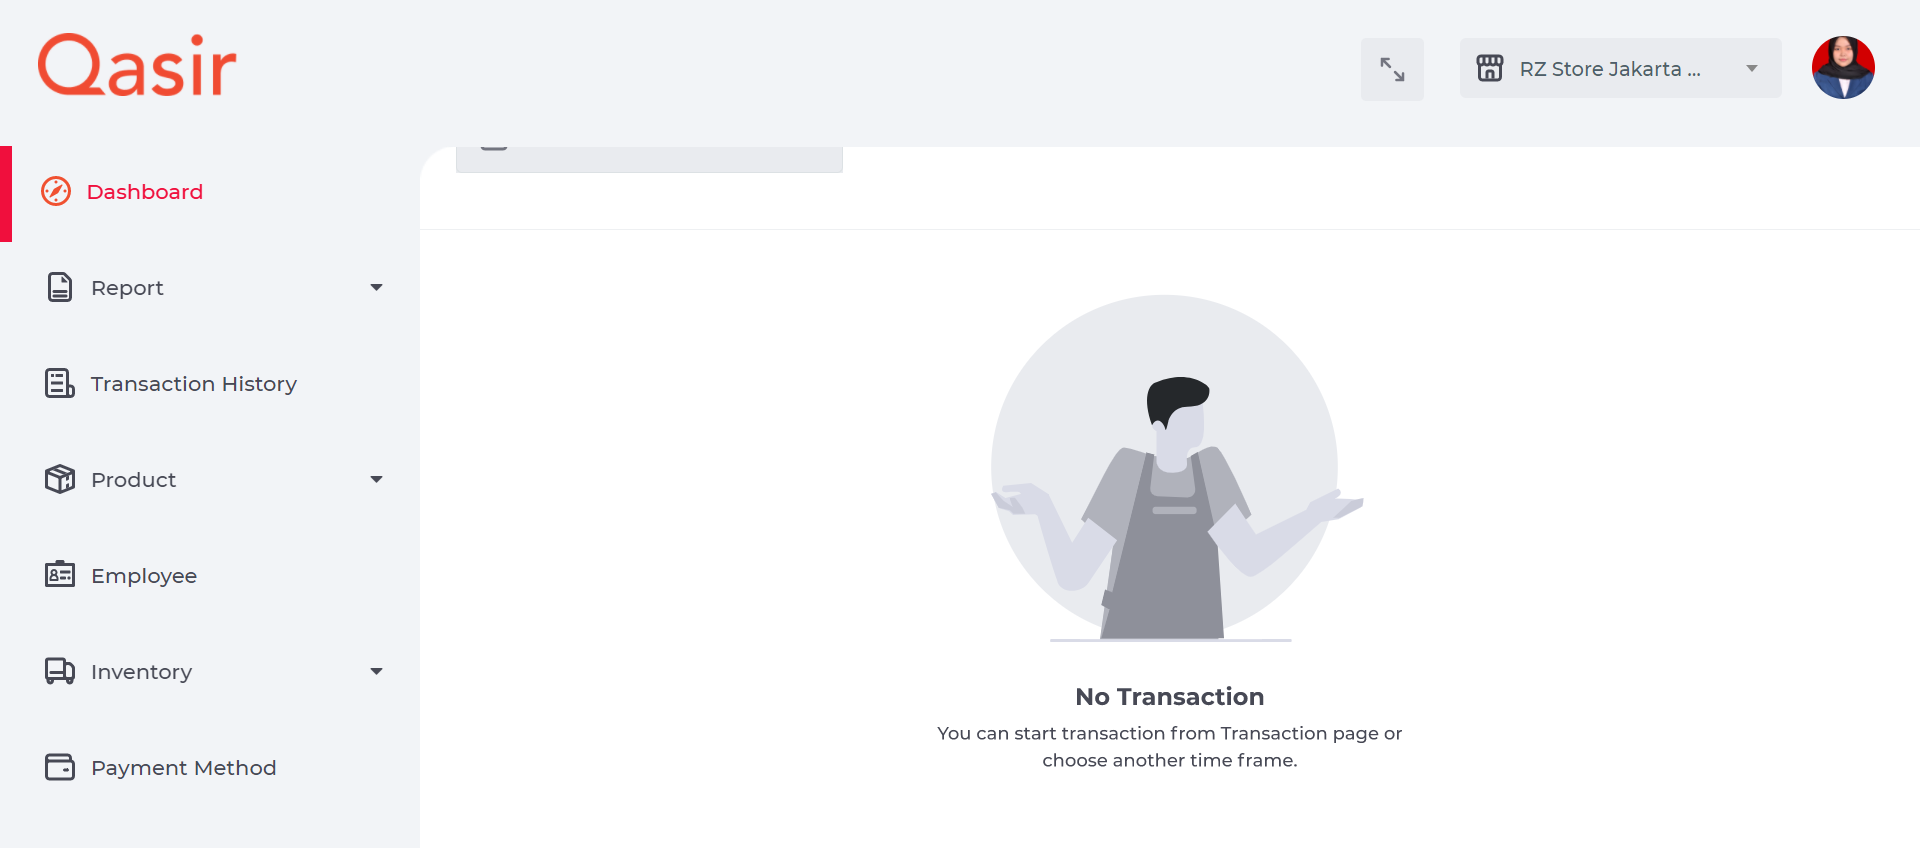 Qasir
RZ Store Jakarta ...
Dashboard
Report
Transaction History
Product
Employee
Inventory
Payment Method
No Transaction
You can start transaction from Transaction page or
choose another time frame.